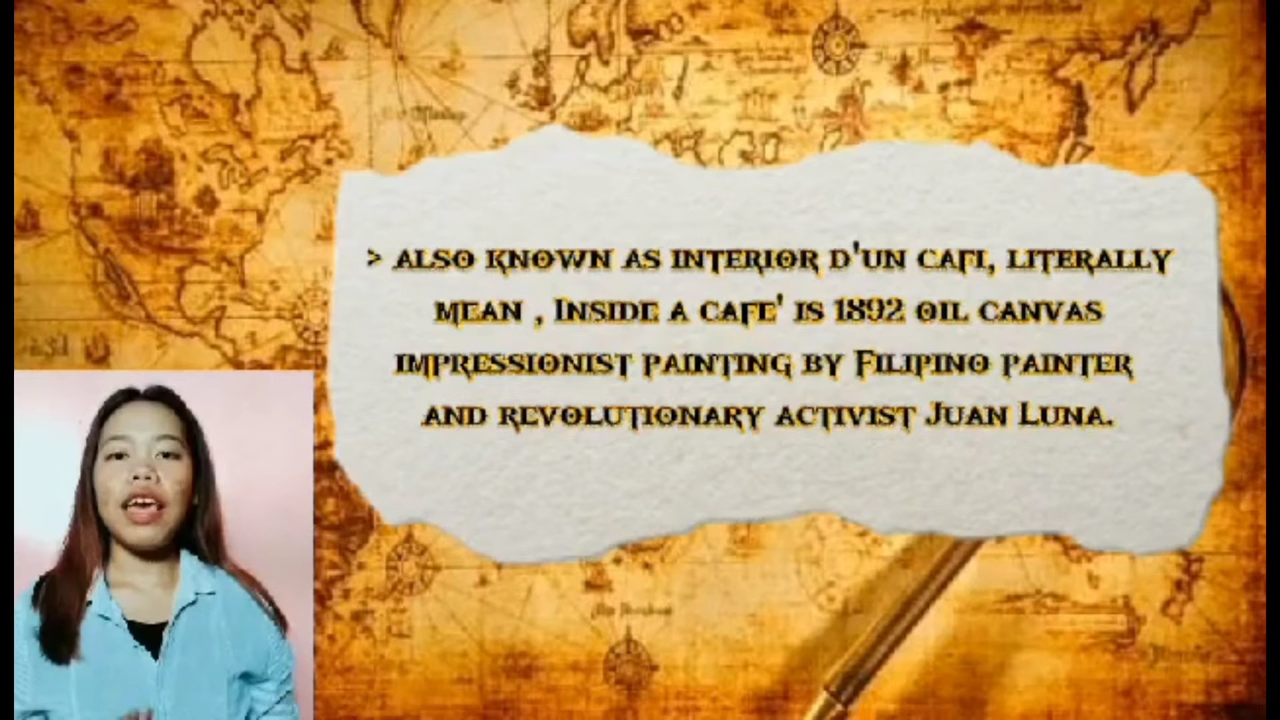 > ALSO KNOWN AS INTERIOR D'UN CAFI, LITERALLY
MEAN , INSIDE A CAFE' IS 1892 OIL CANVAS
IMPRESSIONIST PAINTING BY FILIPINO PAINTER
AND REVOLUTIONARY ACTIVIST JUAN LUNA.